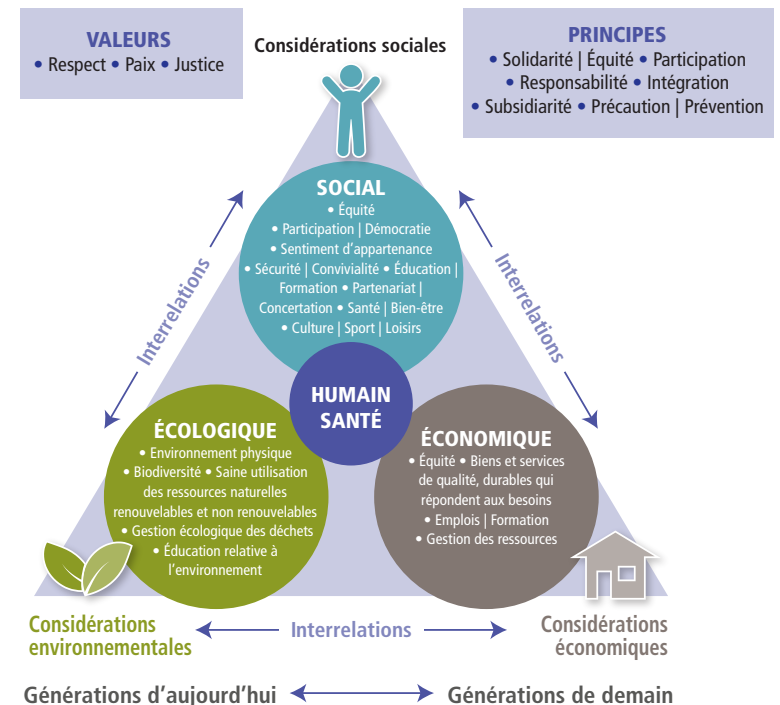 VALEURS
• Respect • Paix • Justice
Considérations sociales
PRINCIPES
• Solidarité | Équité • Participation
• Responsabilité • Intégration
• Subsidiarité • Précaution | Prévention
SOCIAL
• Équité
• Participation | Démocratie
• Sentiment d'appartenance
• Sécurité | Convivialité • Éducation |
Formation • Partenariat |
Concertation • Santé | Bien-être
• Culture | Sport | Loisirs
Interrelations
Interrelations
HUMAIN
SANTÉ
ÉCOLOGIQUE
• Environnement physique
• Biodiversité • Saine utilisation
des ressources naturelles
renouvelables et non renouvelables
• Gestion écologique des déchets
• Éducation relative à
l'environnement
ÉCONOMIQUE
• Équité • Biens et services
de qualité, durables qui
répondent aux besoins
• Emplois | Formation
• Gestion des ressources
Considérations
environnementales
Interrelations
Considérations
économiques
Générations d'aujourd'hui
Générations de demain